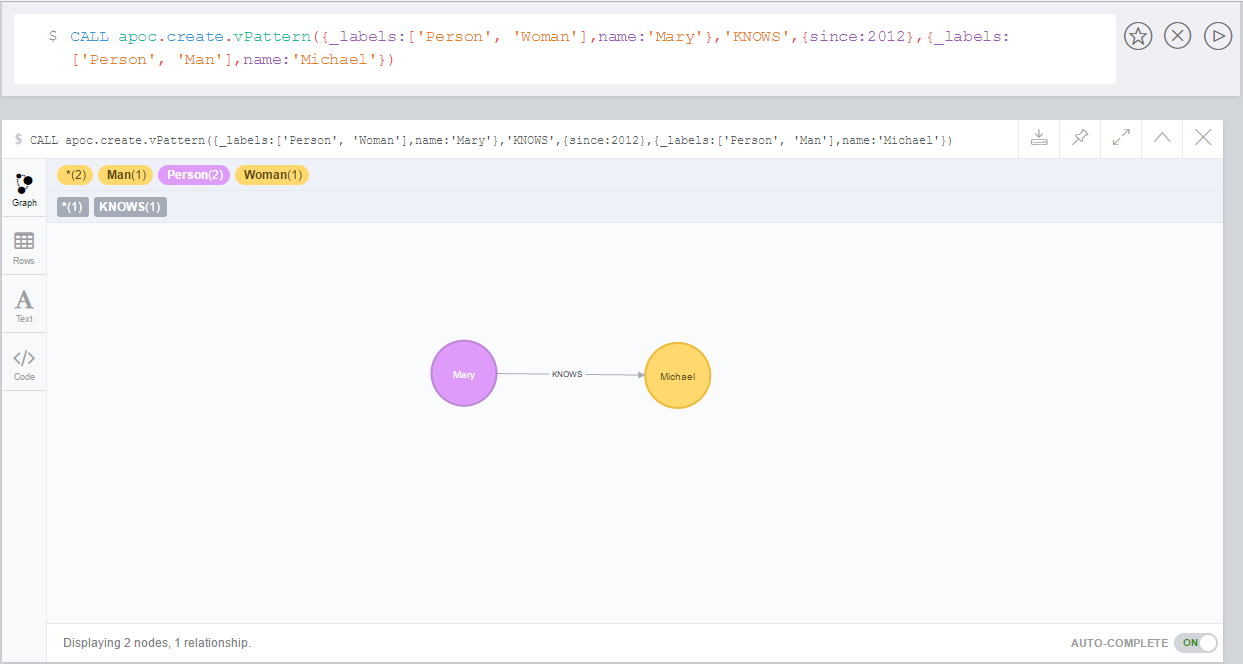 $ CALL apoc.create.vPattern({_labels:['Person', 'Woman'],name:'Mary'},'KNOWS',{since:2012},{_labels:
['Person', 'Man'],name:'Michael'})
$ CALL apoc.create.vPattern({_labels:['Person', 'Woman'],name:'Mary'},'KNOWS',{since:2012},{_labels:['Person', 'Man'],name:'Michael'})
*(2) Man(1) Person(2) Woman(1)
*(1) KNOWS(1)
Graph
Rows
A
Text
</>
Code
Mary KNOWS Michael
Displaying 2 nodes, 1 relationship.
AUTO-COMPLETE ON